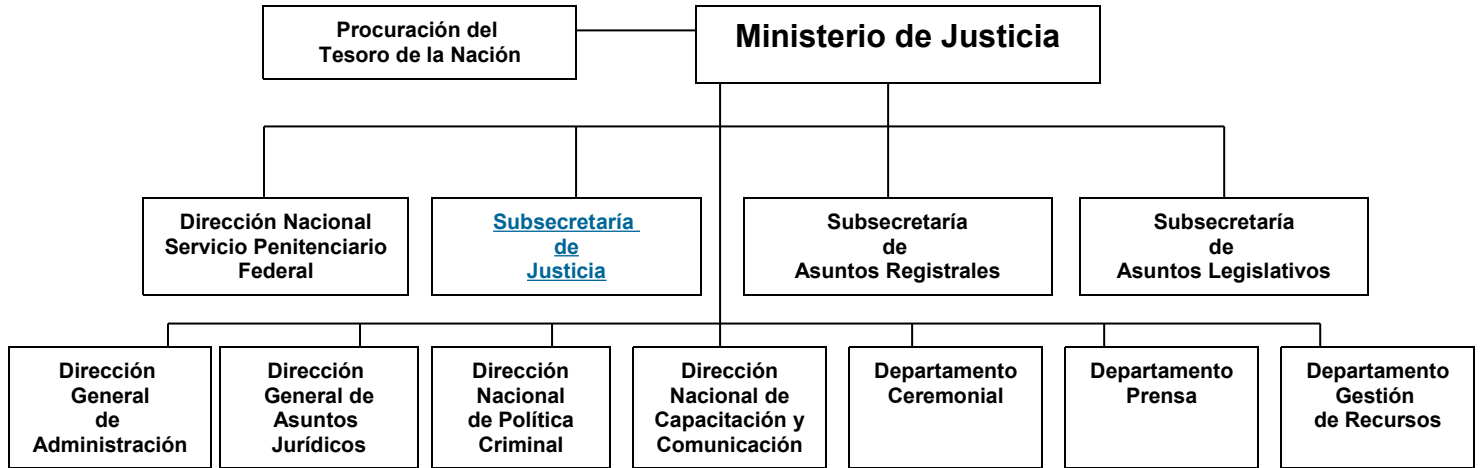 Procuración del
Tesoro de la Nación
Ministerio de Justicia
Dirección Nacional
Servicio Penitenciario
Federal
Subsecretaría
de
Justicia
Subsecretaría
de
Asuntos Registrales
Subsecretaría
de
Asuntos Legislativos
Dirección
General
de
Administración
Dirección
General de
Asuntos
Jurídicos
Dirección
Nacional
de Política
Criminal
Dirección
Nacional de
Capacitación y
Comunicación
Departamento
Ceremonial
Departamento
Prensa
Departamento
Gestión
de Recursos